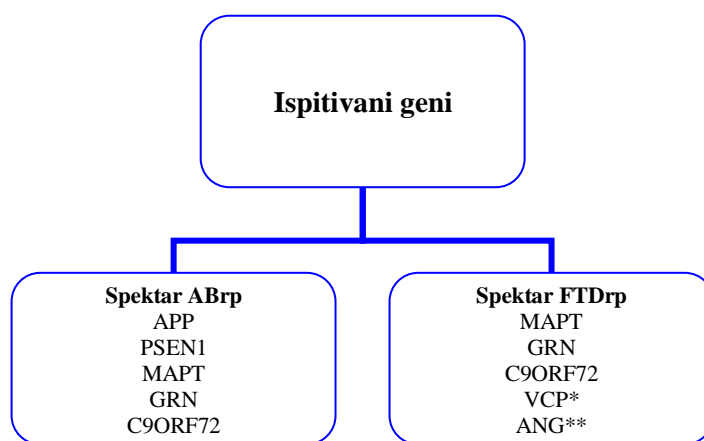 Ispitivani geni
Spektar ABrp
APP
PSEN1
MAPT
GRN
C9ORF72
Spektar FTDrp
MAPT
GRN
C9ORF72
VCP*
ANG**